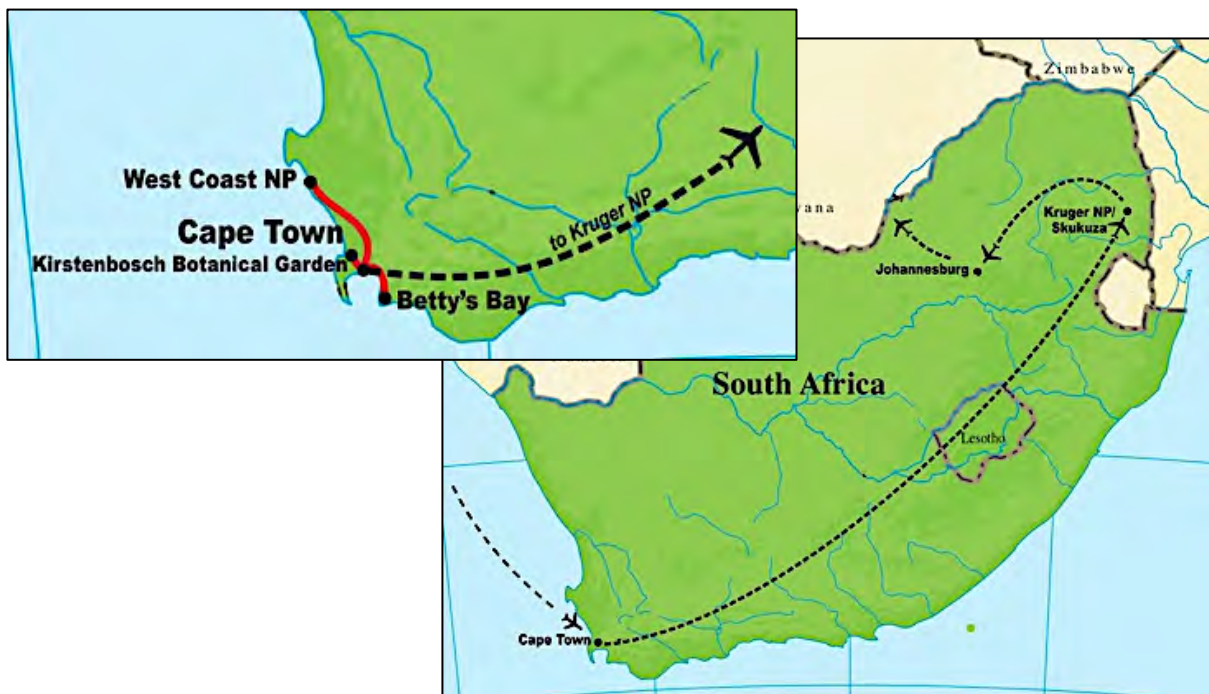 West Coast NP
Cape Town
Kirstenbosch Botanical Garden
Betty's Bay
to Kruger NP
Zimbabwe
wana
Kruger NP/
Skukuza
Johannesburg
South Africa
Lesotho
Cape Town